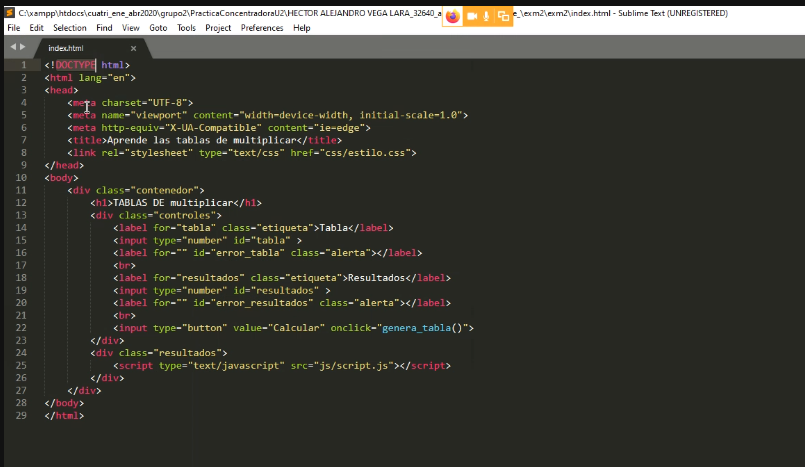 C:\xampp\htdocs\cuatri_ene_abr2020\grupo2\PracticaConcentradoraU2\HECTOR ALEJANDRO VEGA LARA_32640_a e_\exm2\exm2\index.html - Sublime Text (UNREGISTERED)
File Edit Selection Find View Goto Tools Project Preferences Help
index.html ×
1 <!DOCTYPE html>
2 <html lang="en">
3 <head>
4 <meta charset="UTF-8">
5 <meta name="viewport" content="width=device-width, initial-scale=1.0">
6 <meta http-equiv="X-UA-Compatible" content="ie=edge">
7 <title>Aprende las tablas de multiplicar</title>
8 <link rel="stylesheet" type="text/css" href="css/estilo.css">
9 </head>
10 <body>
11 <div class="contenedor">
12 <h1>TABLAS DE multiplicar</h1>
13 <div class="controles">
14 <label for="tabla" class="etiqueta">Tabla</label>
15 <input type="number" id="tabla" >
16 <label for="" id="error_tabla" class="alerta"></label>
17 <br>
18 <label for="resultados" class="etiqueta">Resultados</label>
19 <input type="number" id="resultados" >
20 <label for="" id="error_resultados" class="alerta"></label>
21 <br>
22 <input type="button" value="Calcular" onclick="genera_tabla()">
23 </div>
24 <div class="resultados">
25 <script type="text/javascript" src="js/script.js"></script>
26 </div>
27 </div>
28 </body>
29 </html>